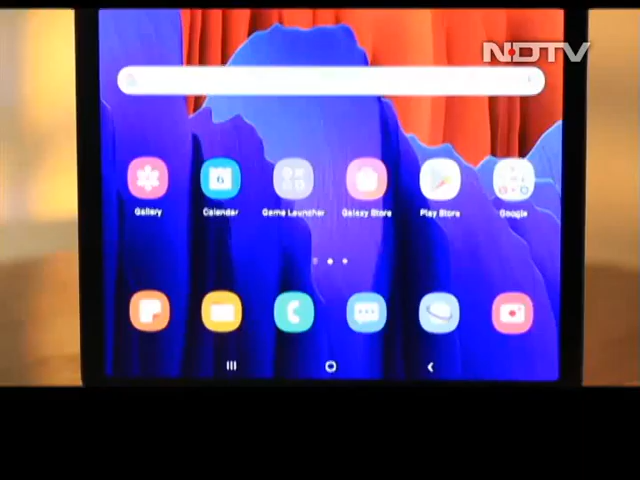 NDTV
Gallery
Calendar
Game Launcher
Galaxy Store
Play Store
Google